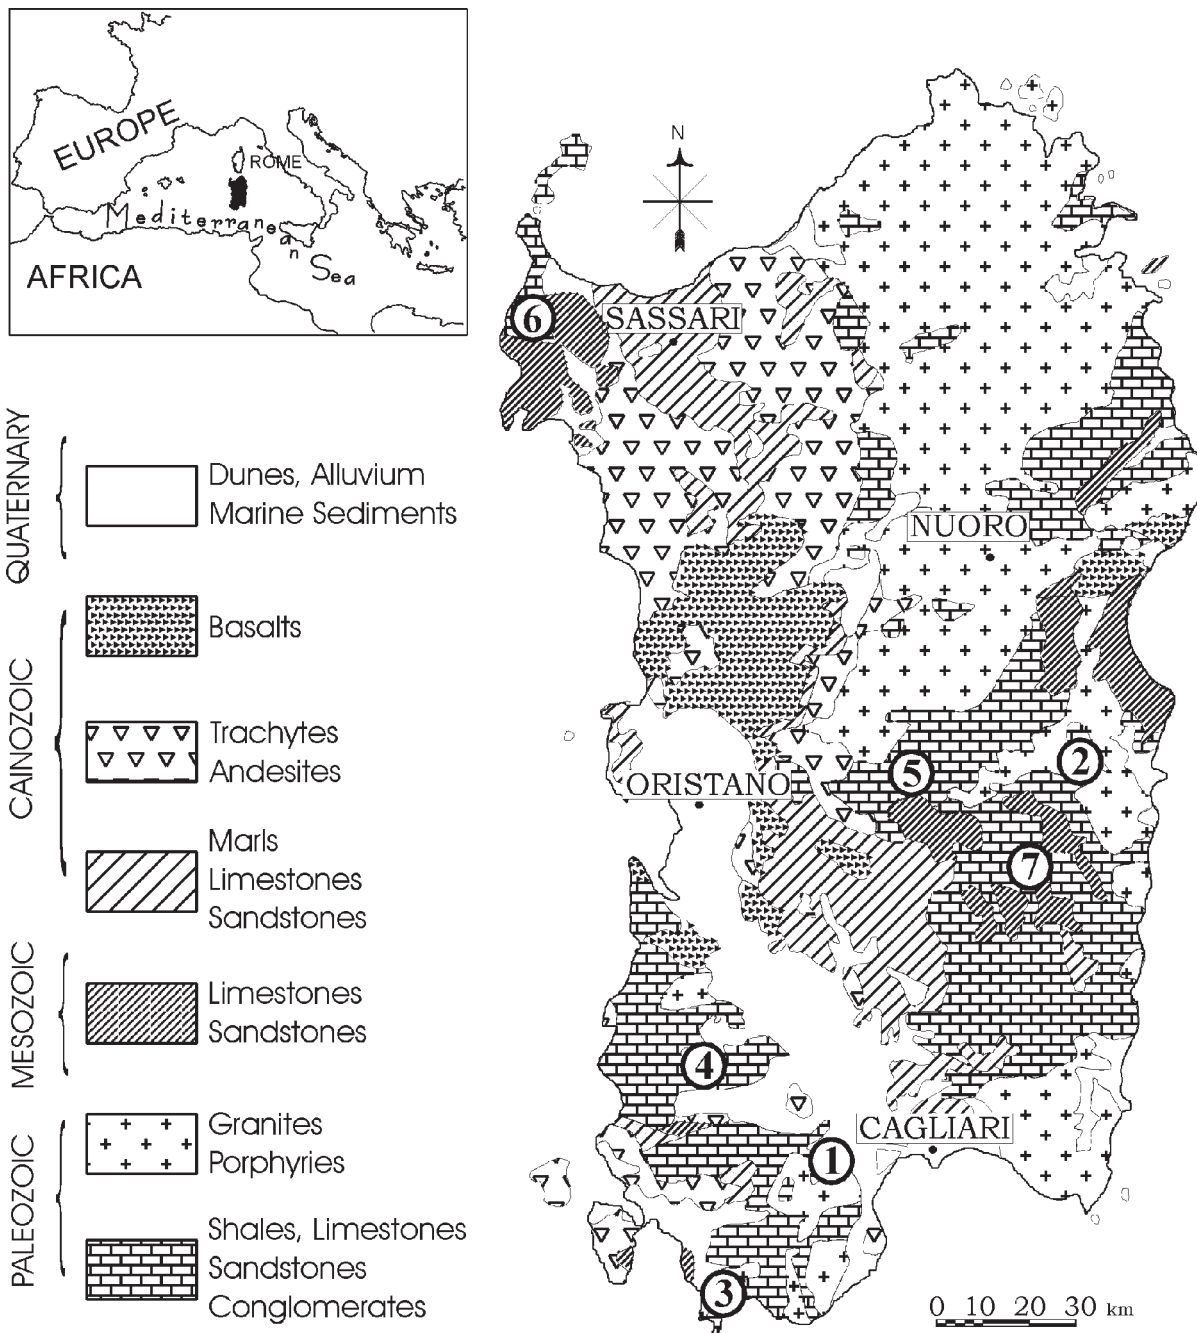 EUROPE
ROME
Mediterranean Sea
AFRICA
N
6
SASSARI
NUORO
ORISTANO
5
2
7
4
CAGLIARI
1
3
0 10 20 30 km
QUATERNARY
Dunes, Alluvium
Marine Sediments
CAINOZOIC
Basalts
Trachytes
Andesites
Marls
Limestones
Sandstones
MESOZOIC
Limestones
Sandstones
PALEOZOIC
Granites
Porphyries
Shales, Limestones
Sandstones
Conglomerates